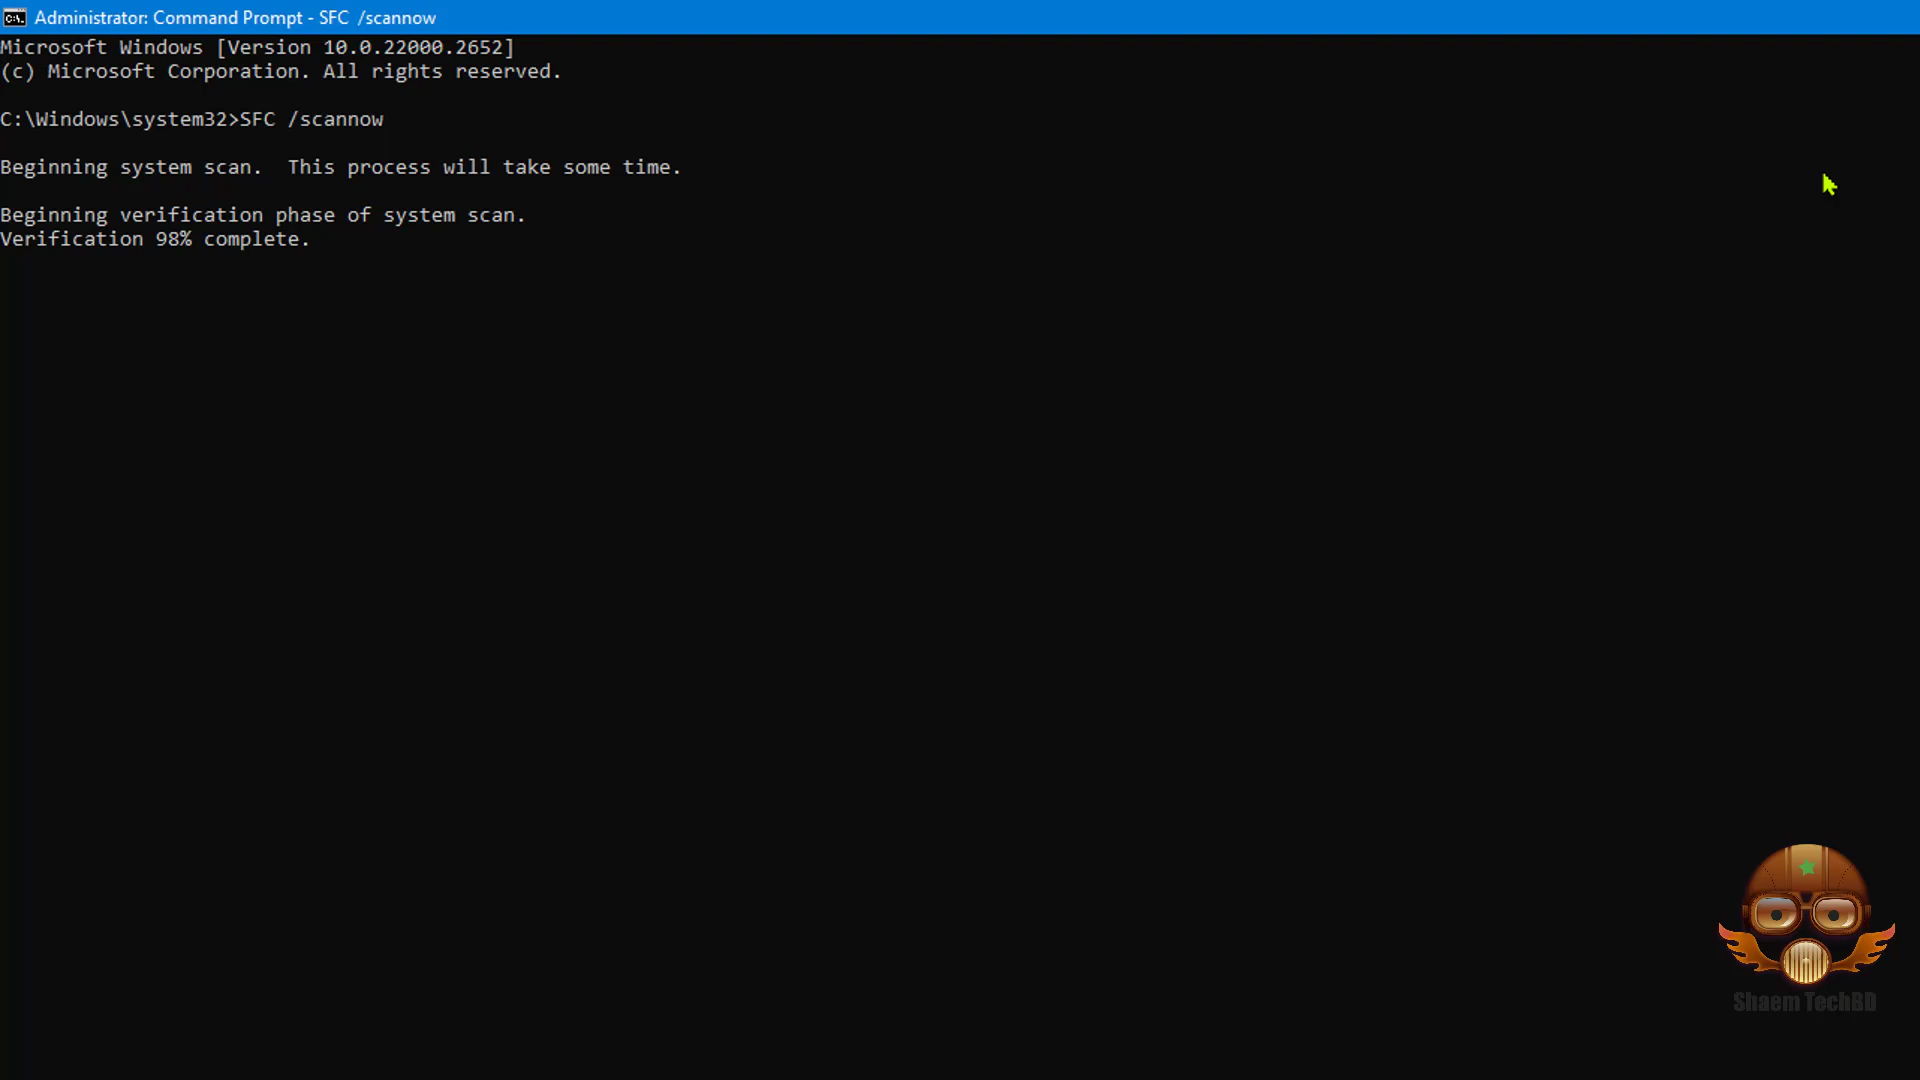 Administrator: Command Prompt - SFC  /scannow
Microsoft Windows [Version 10.0.22000.2652]
(c) Microsoft Corporation. All rights reserved.
C:\Windows\system32>SFC /scannow
Beginning system scan.  This process will take some time.
Beginning verification phase of system scan.
Verification 98% complete.
Shaem TechBD